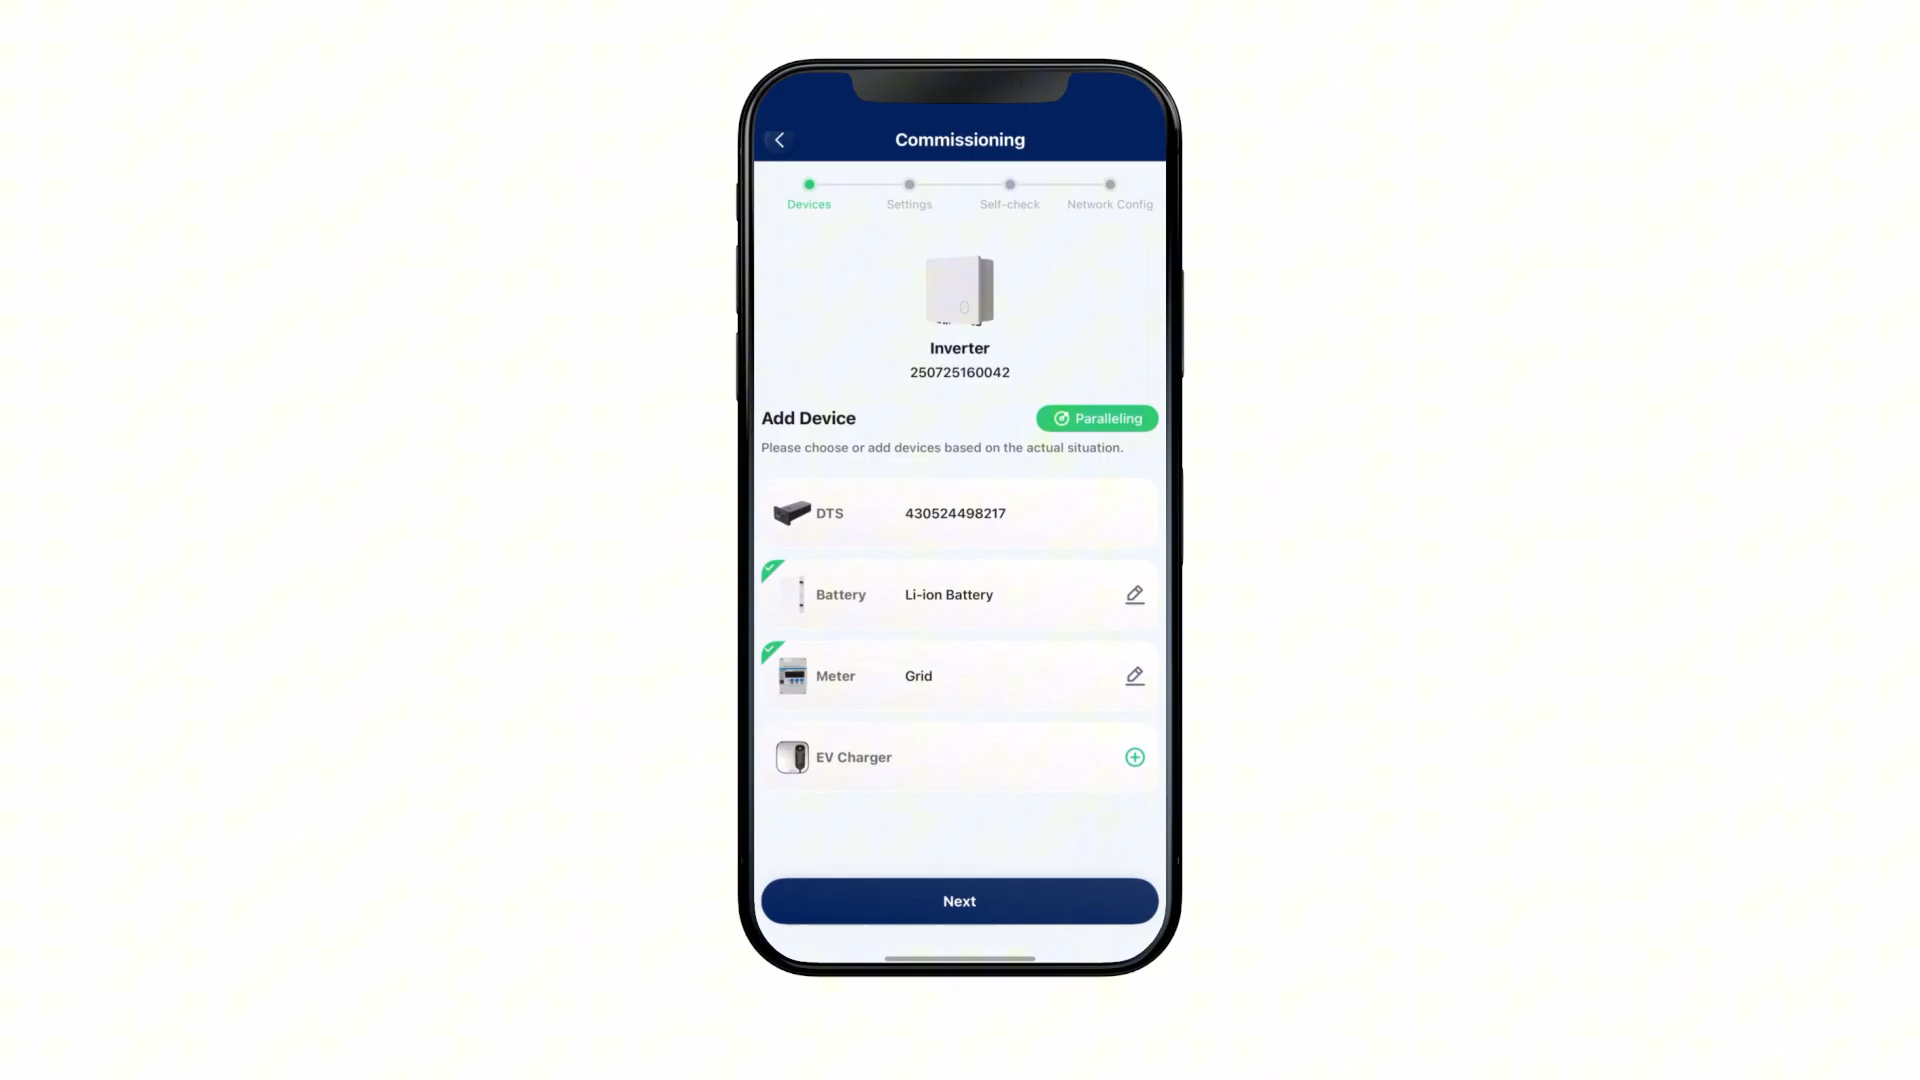 Commissioning
Devices Settings Self-check Network Config
Inverter
250725160042
Add Device Paralleling
Please choose or add devices based on the actual situation.
DTS 430524498217
Battery Li-ion Battery
Meter Grid
EV Charger
Next